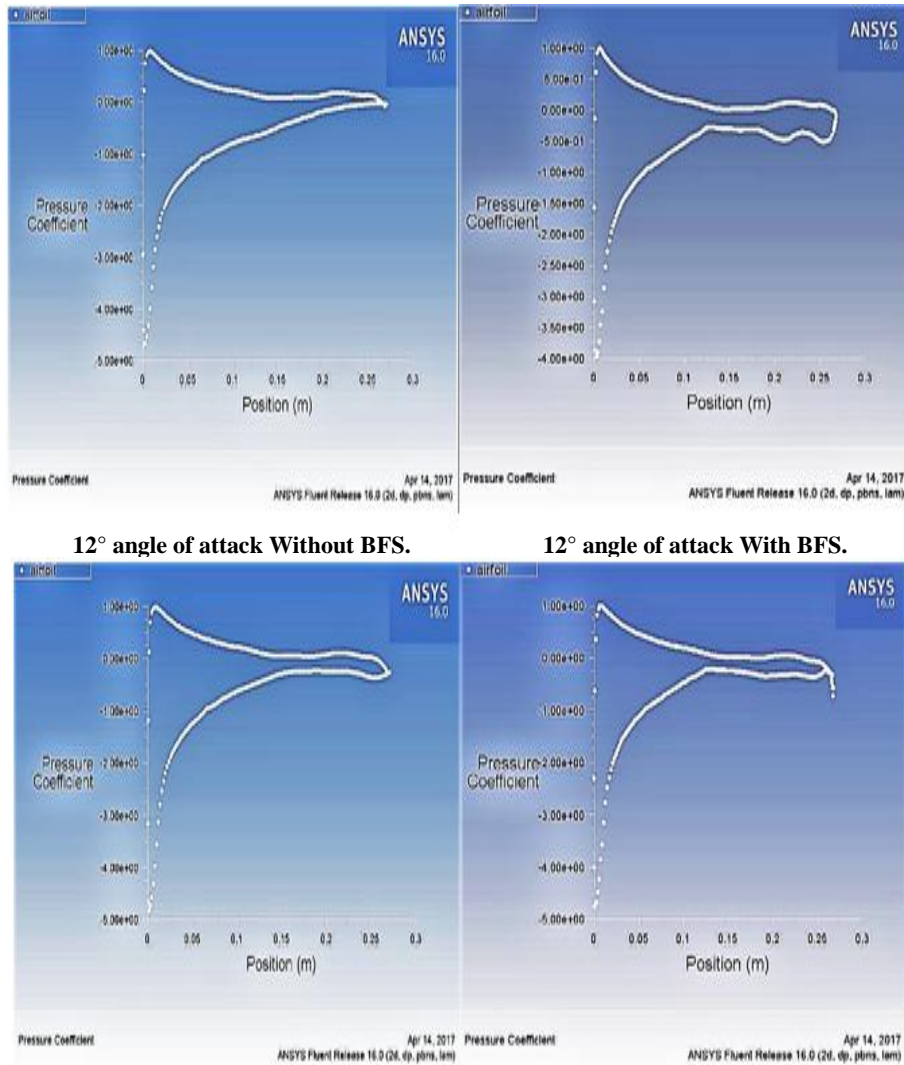 airfoil
ANSYS
16.0
1.00e+00
0.00e+00
-1.00e+00
Pressure -2.00e+00
Coefficient
-3.00e+00
-4.00e+00
-5.00e+00
0 0.05 0.1 0.15 0.2 0.25 0.3
Position (m)
Pressure Coefficient
Apr 14, 2017
ANSYS Fluent Release 16.0 (2d, dp, pbns, lam)
airfoil
ANSYS
16.0
1.00e+00
5.00e-01
0.00e+00
-5.00e-01
-1.00e+00
Pressure -1.50e+00
Coefficient
-2.00e+00
-2.50e+00
-3.00e+00
-3.50e+00
-4.00e+00
0 0.05 0.1 0.15 0.2 0.25 0.3
Position (m)
Pressure Coefficient
Apr 14, 2017
ANSYS Fluent Release 16.0 (2d, dp, pbns, lam)
12° angle of attack Without BFS.
12° angle of attack With BFS.
airfoil
ANSYS
16.0
1.00e+00
0.00e+00
-1.00e+00
Pressure -2.00e+00
Coefficient
-3.00e+00
-4.00e+00
-5.00e+00
0 0.05 0.1 0.15 0.2 0.25 0.3
Position (m)
Pressure Coefficient
Apr 14, 2017
ANSYS Fluent Release 16.0 (2d, dp, pbns, lam)
airfoil
ANSYS
16.0
1.00e+00
0.00e+00
-1.00e+00
Pressure -2.00e+00
Coefficient
-3.00e+00
-4.00e+00
-5.00e+00
0 0.05 0.1 0.15 0.2 0.25 0.3
Position (m)
Pressure Coefficient
Apr 14, 2017
ANSYS Fluent Release 16.0 (2d, dp, pbns, lam)